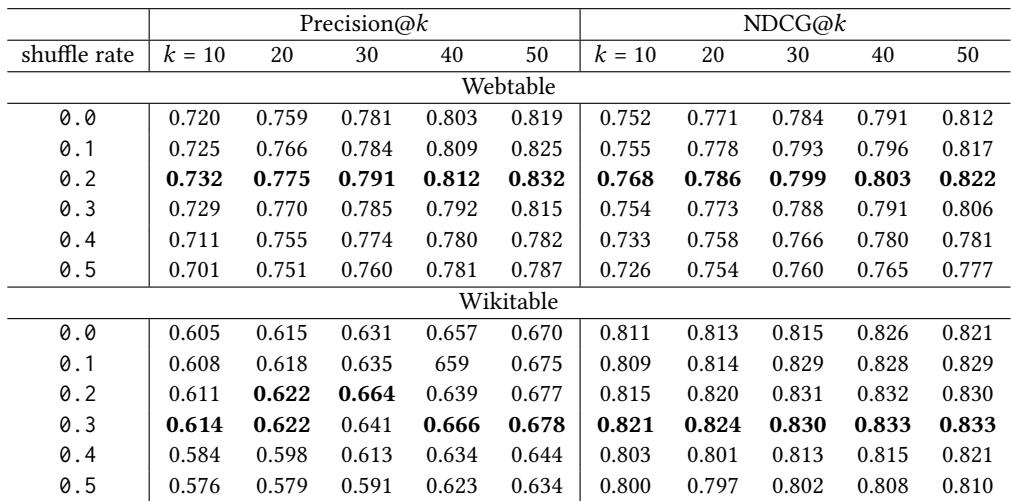 Precision@k NDCG@k
shuffle rate k = 10 20 30 40 50 k = 10 20 30 40 50
Webtable
0.0 0.720 0.759 0.781 0.803 0.819 0.752 0.771 0.784 0.791 0.812
0.1 0.725 0.766 0.784 0.809 0.825 0.755 0.778 0.793 0.796 0.817
0.2 0.732 0.775 0.791 0.812 0.832 0.768 0.786 0.799 0.803 0.822
0.3 0.729 0.770 0.785 0.792 0.815 0.754 0.773 0.788 0.791 0.806
0.4 0.711 0.755 0.774 0.780 0.782 0.733 0.758 0.766 0.780 0.781
0.5 0.701 0.751 0.760 0.781 0.787 0.726 0.754 0.760 0.765 0.777
Wikitable
0.0 0.605 0.615 0.631 0.657 0.670 0.811 0.813 0.815 0.826 0.821
0.1 0.608 0.618 0.635 659 0.675 0.809 0.814 0.829 0.828 0.829
0.2 0.611 0.622 0.664 0.639 0.677 0.815 0.820 0.831 0.832 0.830
0.3 0.614 0.622 0.641 0.666 0.678 0.821 0.824 0.830 0.833 0.833
0.4 0.584 0.598 0.613 0.634 0.644 0.803 0.801 0.813 0.815 0.821
0.5 0.576 0.579 0.591 0.623 0.634 0.800 0.797 0.802 0.808 0.810